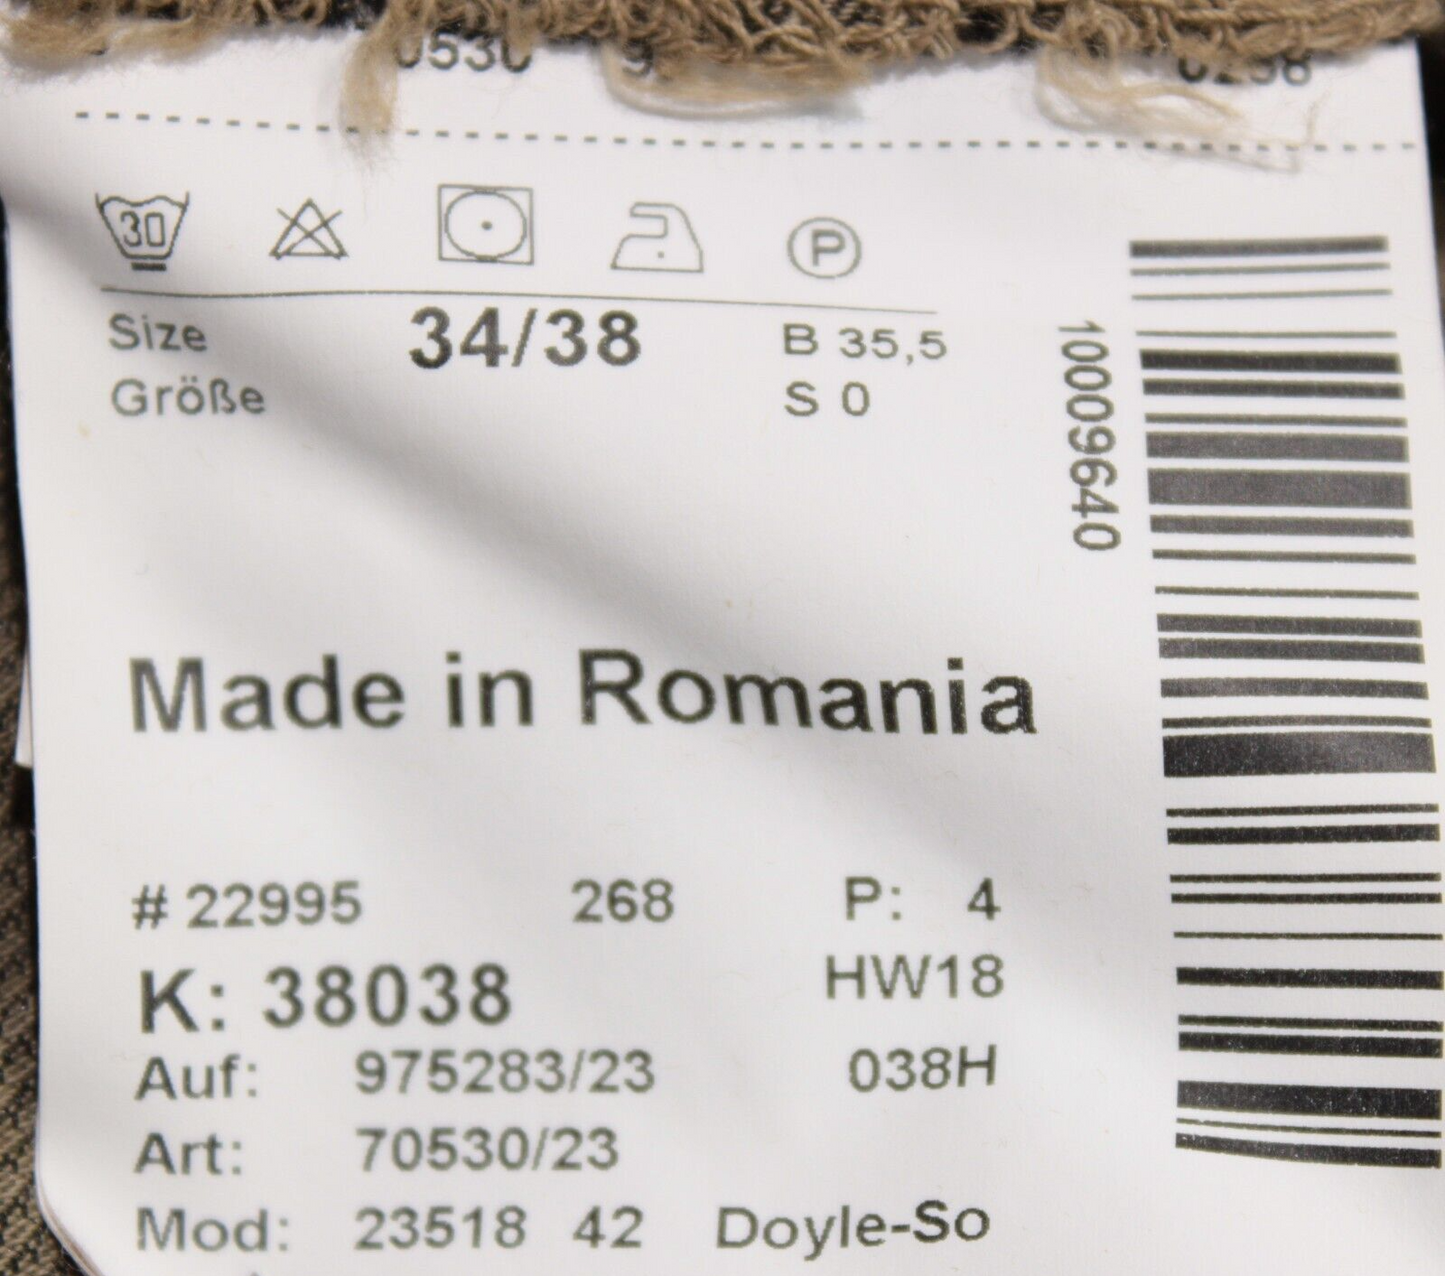 30 P
Size 34/38 B 35,5
Größe S 0
10009640
Made in Romania
# 22995 268 P: 4
K: 38038 HW18
Auf: 975283/23 038H
Art: 70530/23
Mod: 23518 42 Doyle-So